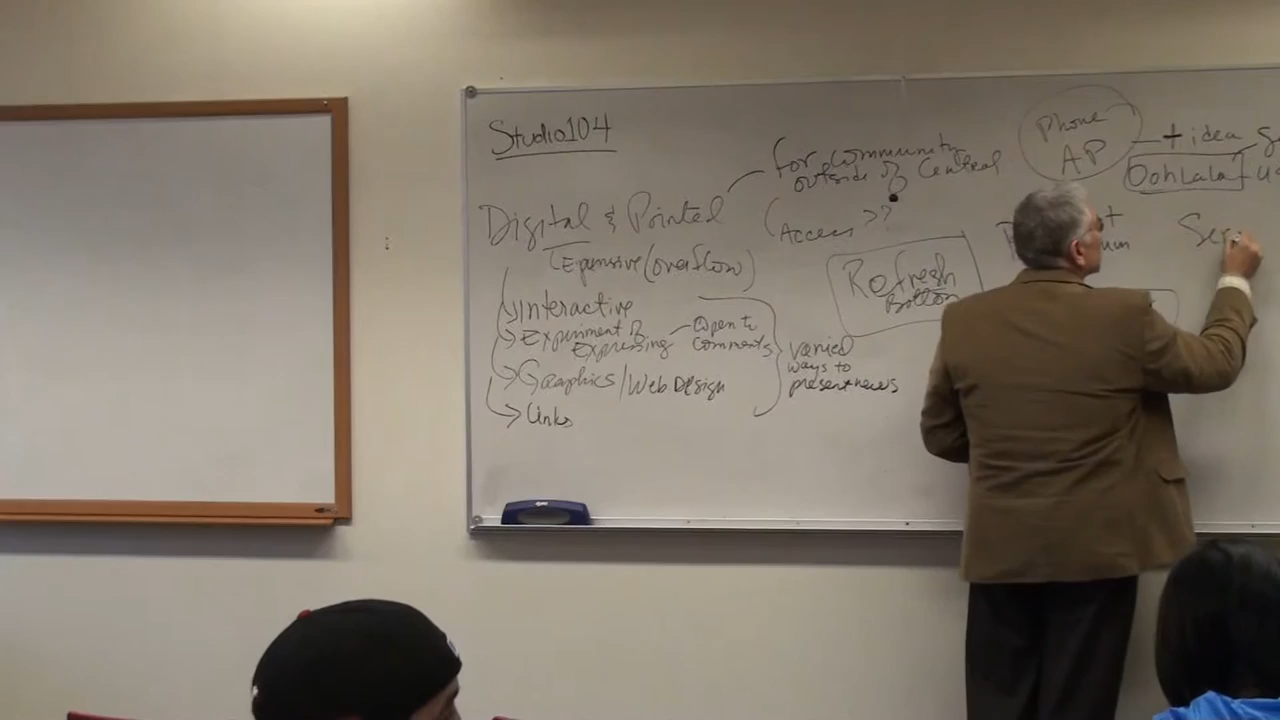 Studio104
for community
outside of Central
Digital & Printed
(Access ??
Expensive (overflow)
Interactive
Experiment of
Expressing
Open to
comments
Graphics/Web Design
Links
varied
ways to
present news
Refresh
Button
Phone
AP
+ idea
OohLaLa